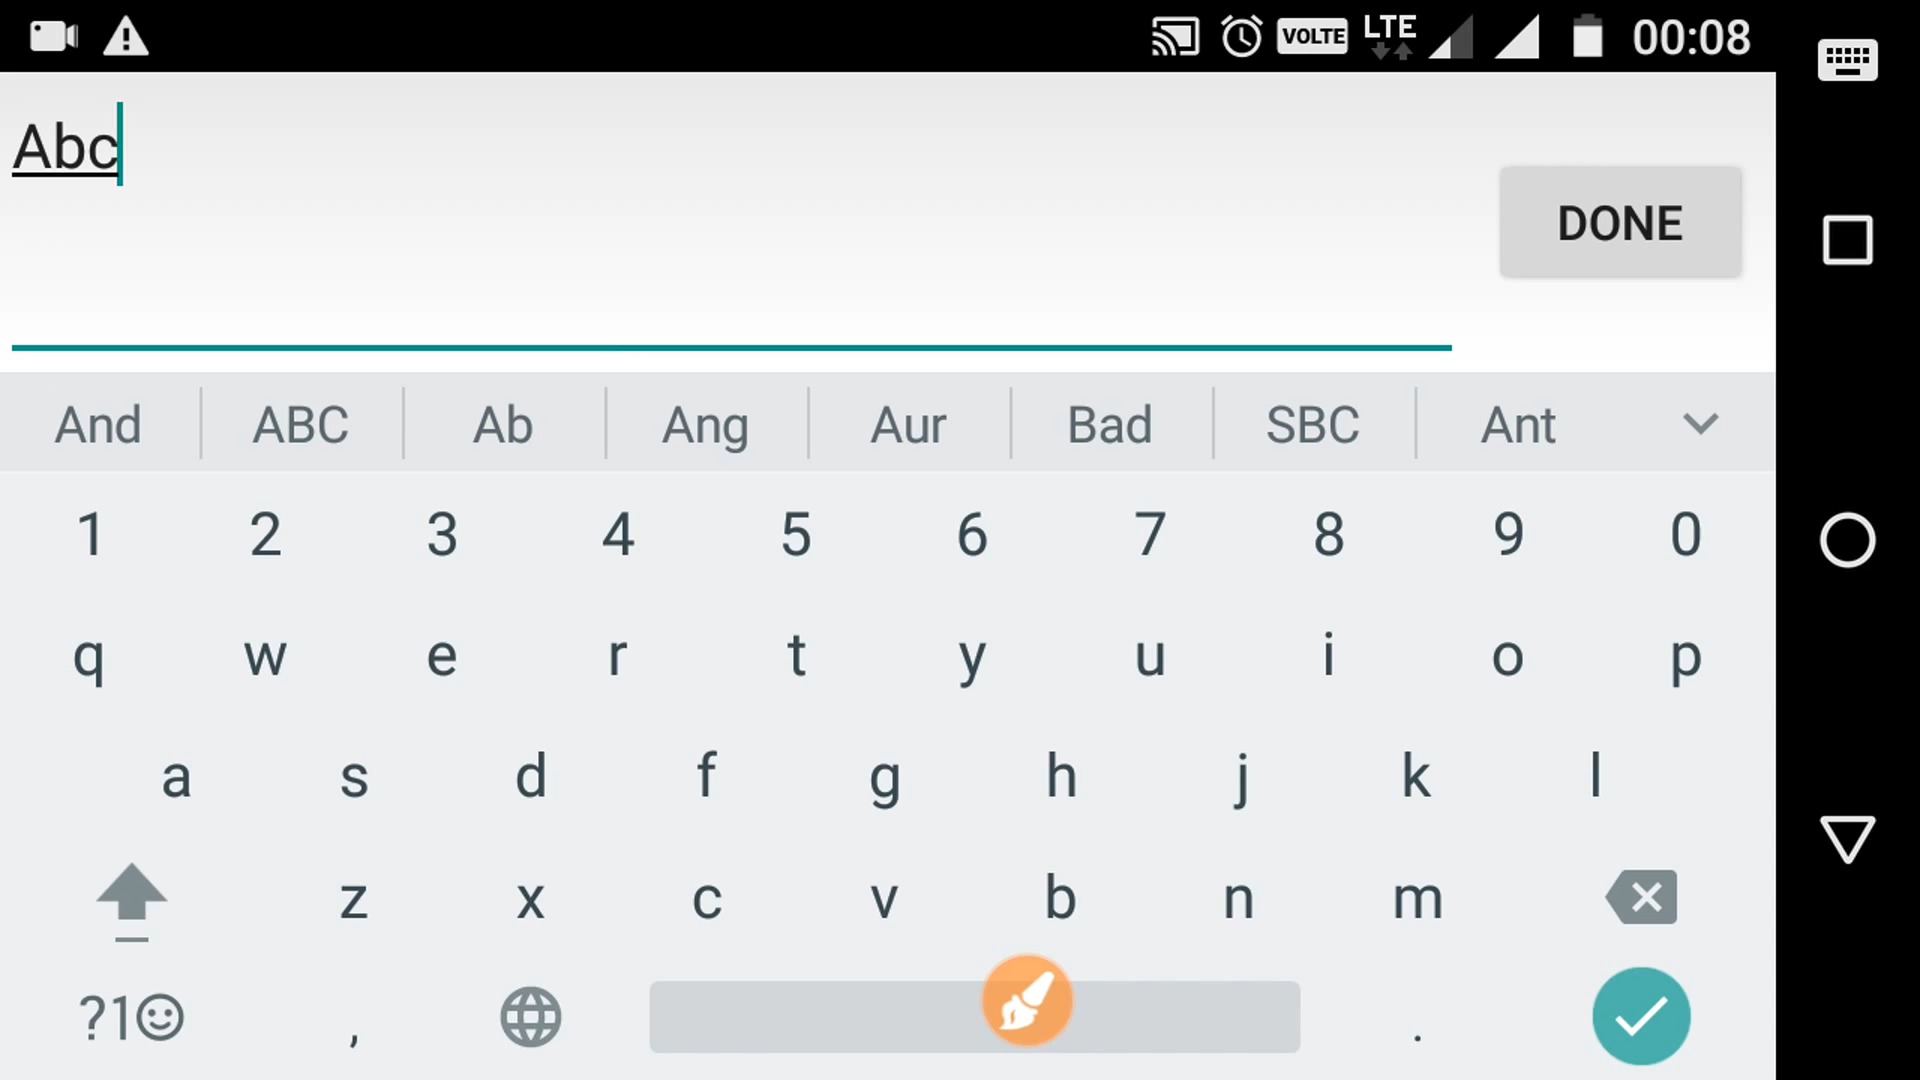 VOLTE LTE 00:08
Abc
DONE
And ABC Ab Ang Aur Bad SBC Ant
1 2 3 4 5 6 7 8 9 0
q w e r t y u i o p
a s d f g h j k l
z x c v b n m
?1☺ , .